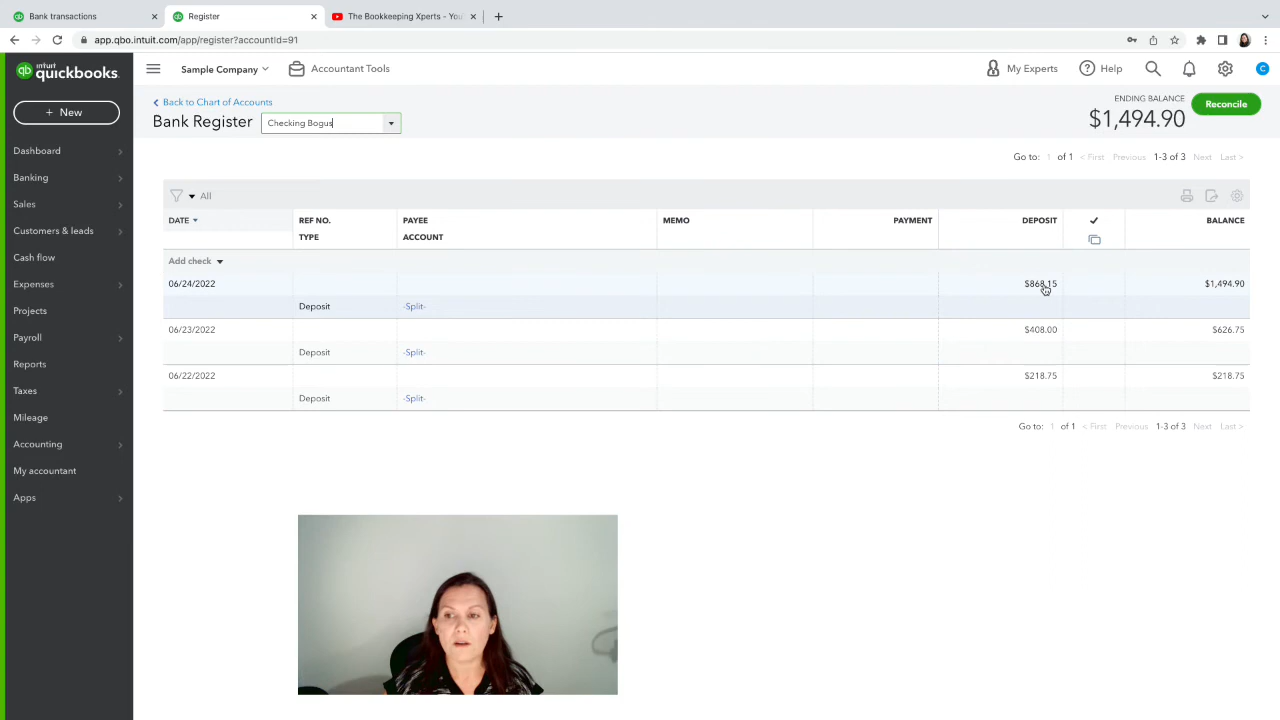 Bank transactions
Register
The Bookkeeping Xperts - You
app.qbo.intuit.com/app/register?accountId=91
intuit quickbooks.
Sample Company
Accountant Tools
My Experts
Help
C
+ New
Back to Chart of Accounts
Bank Register
Checking Bogus
ENDING BALANCE
$1,494.90
Reconcile
Dashboard
Banking
Sales
Customers & leads
Cash flow
Expenses
Projects
Payroll
Reports
Taxes
Mileage
Accounting
My accountant
Apps
Go to: 1 of 1 < First Previous 1-3 of 3 Next Last >
All
DATE REF NO. PAYEE MEMO PAYMENT DEPOSIT ✓ BALANCE
TYPE ACCOUNT
Add check
06/24/2022 $868.15 $1,494.90
Deposit -Split-
06/23/2022 $408.00 $626.75
Deposit -Split-
06/22/2022 $218.75 $218.75
Deposit -Split-
Go to: 1 of 1 < First Previous 1-3 of 3 Next Last >